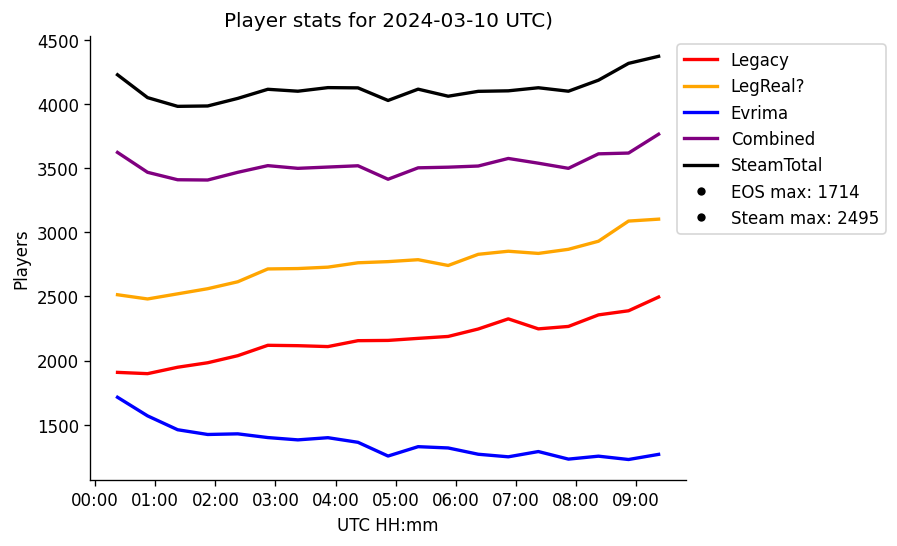 Player stats for 2024-03-10 UTC)
Players
4500
4000
3500
3000
2500
2000
1500
00:00 01:00 02:00 03:00 04:00 05:00 06:00 07:00 08:00 09:00
UTC HH:mm
Legacy
LegReal?
Evrima
Combined
SteamTotal
EOS max: 1714
Steam max: 2495